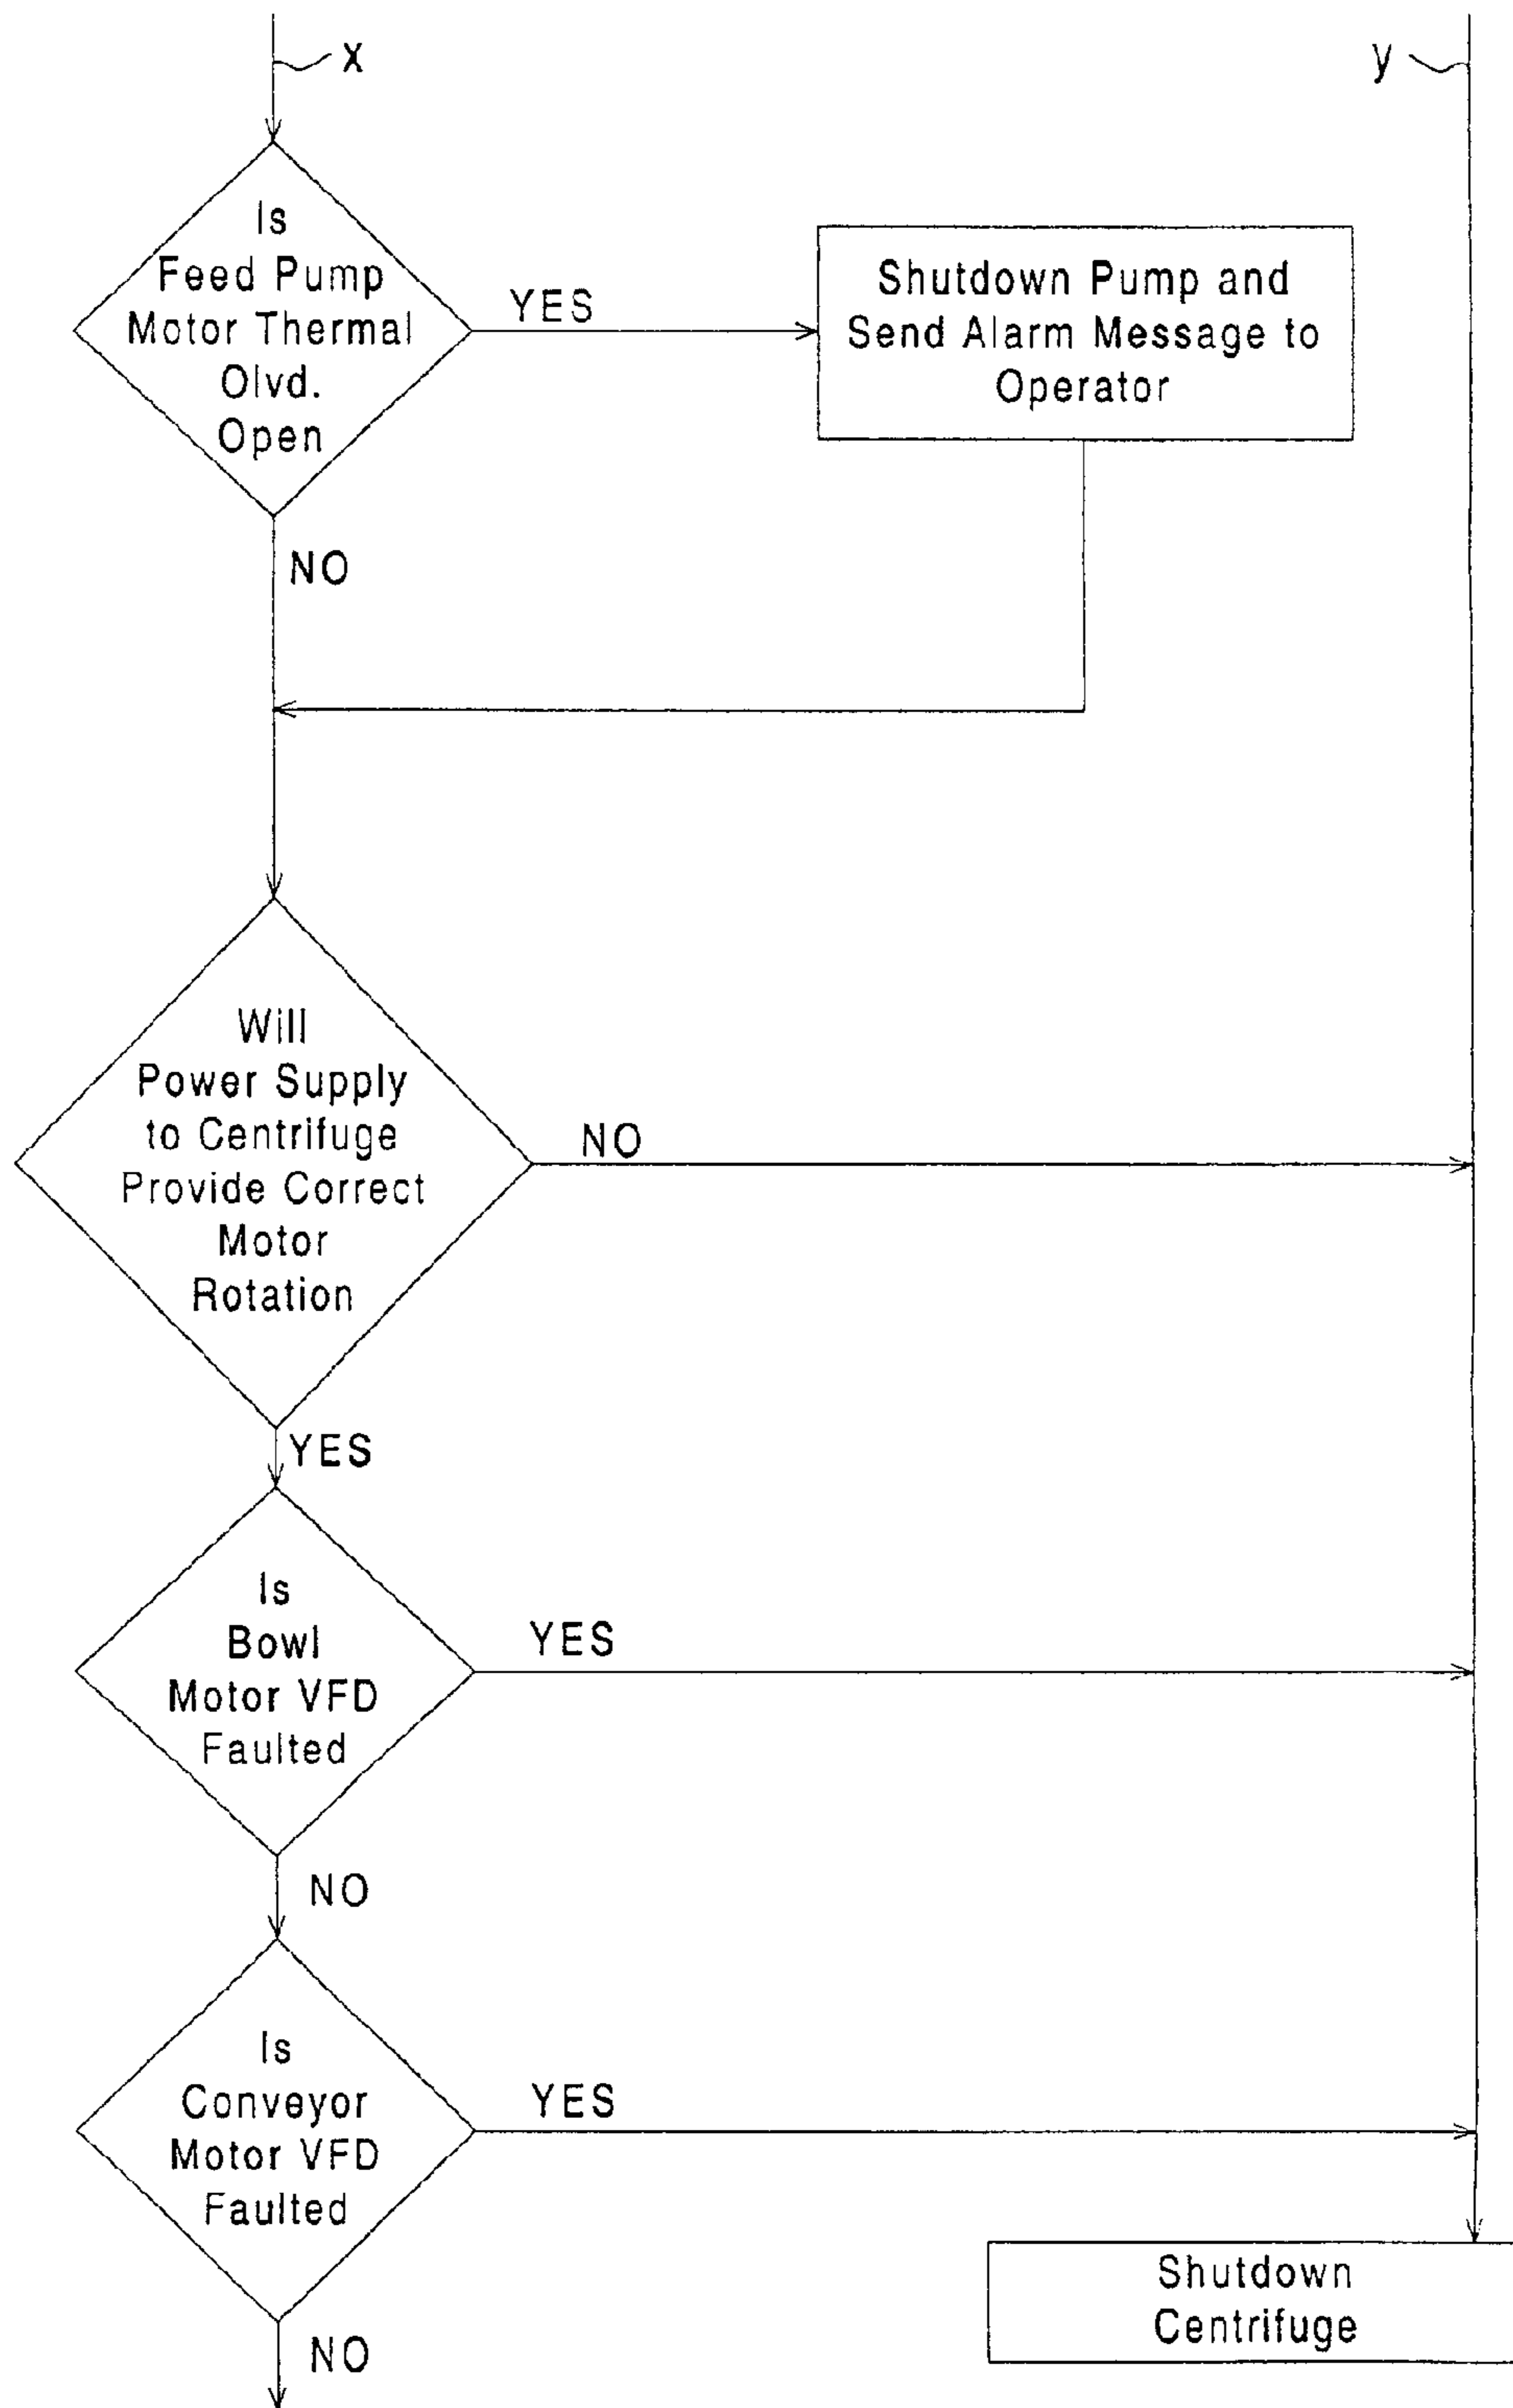 x
y
Is
Feed Pump
Motor Thermal
Olvd.
Open
YES
Shutdown Pump and
Send Alarm Message to
Operator
NO
Will
Power Supply
to Centrifuge
Provide Correct
Motor
Rotation
NO
YES
Is
Bowl
Motor VFD
Faulted
YES
NO
Is
Conveyor
Motor VFD
Faulted
YES
NO
Shutdown
Centrifuge